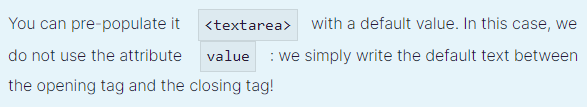 You can pre-populate it <textarea> with a default value. In this case, we
do not use the attribute value : we simply write the default text between
the opening tag and the closing tag!